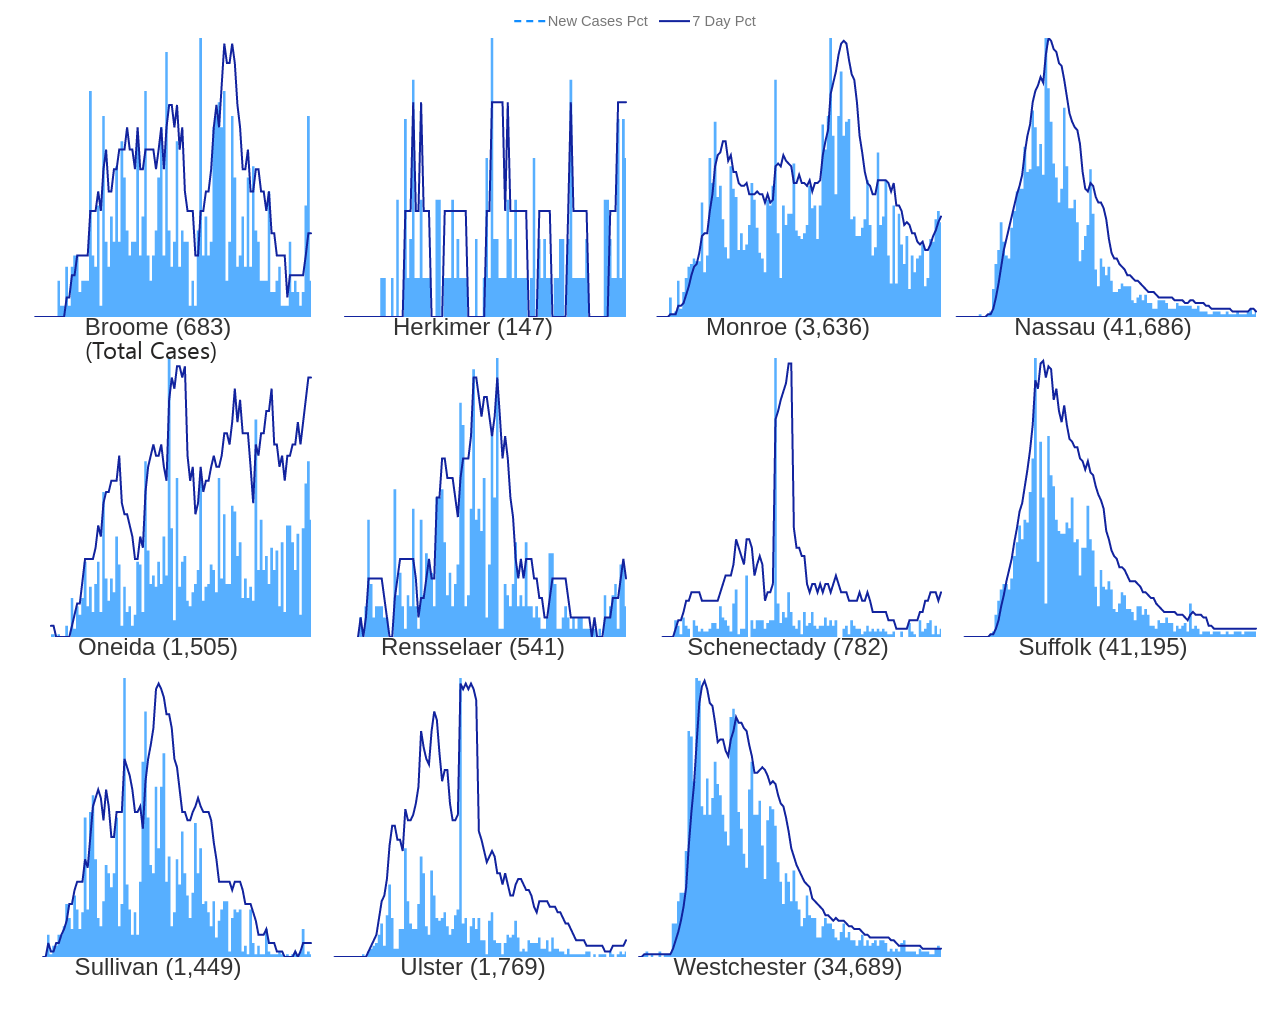 New Cases Pct 7 Day Pct
Broome (683) Herkimer (147) Monroe (3,636) Nassau (41,686)
(Total Cases)
Oneida (1,505) Rensselaer (541) Schenectady (782) Suffolk (41,195)
Sullivan (1,449) Ulster (1,769) Westchester (34,689)